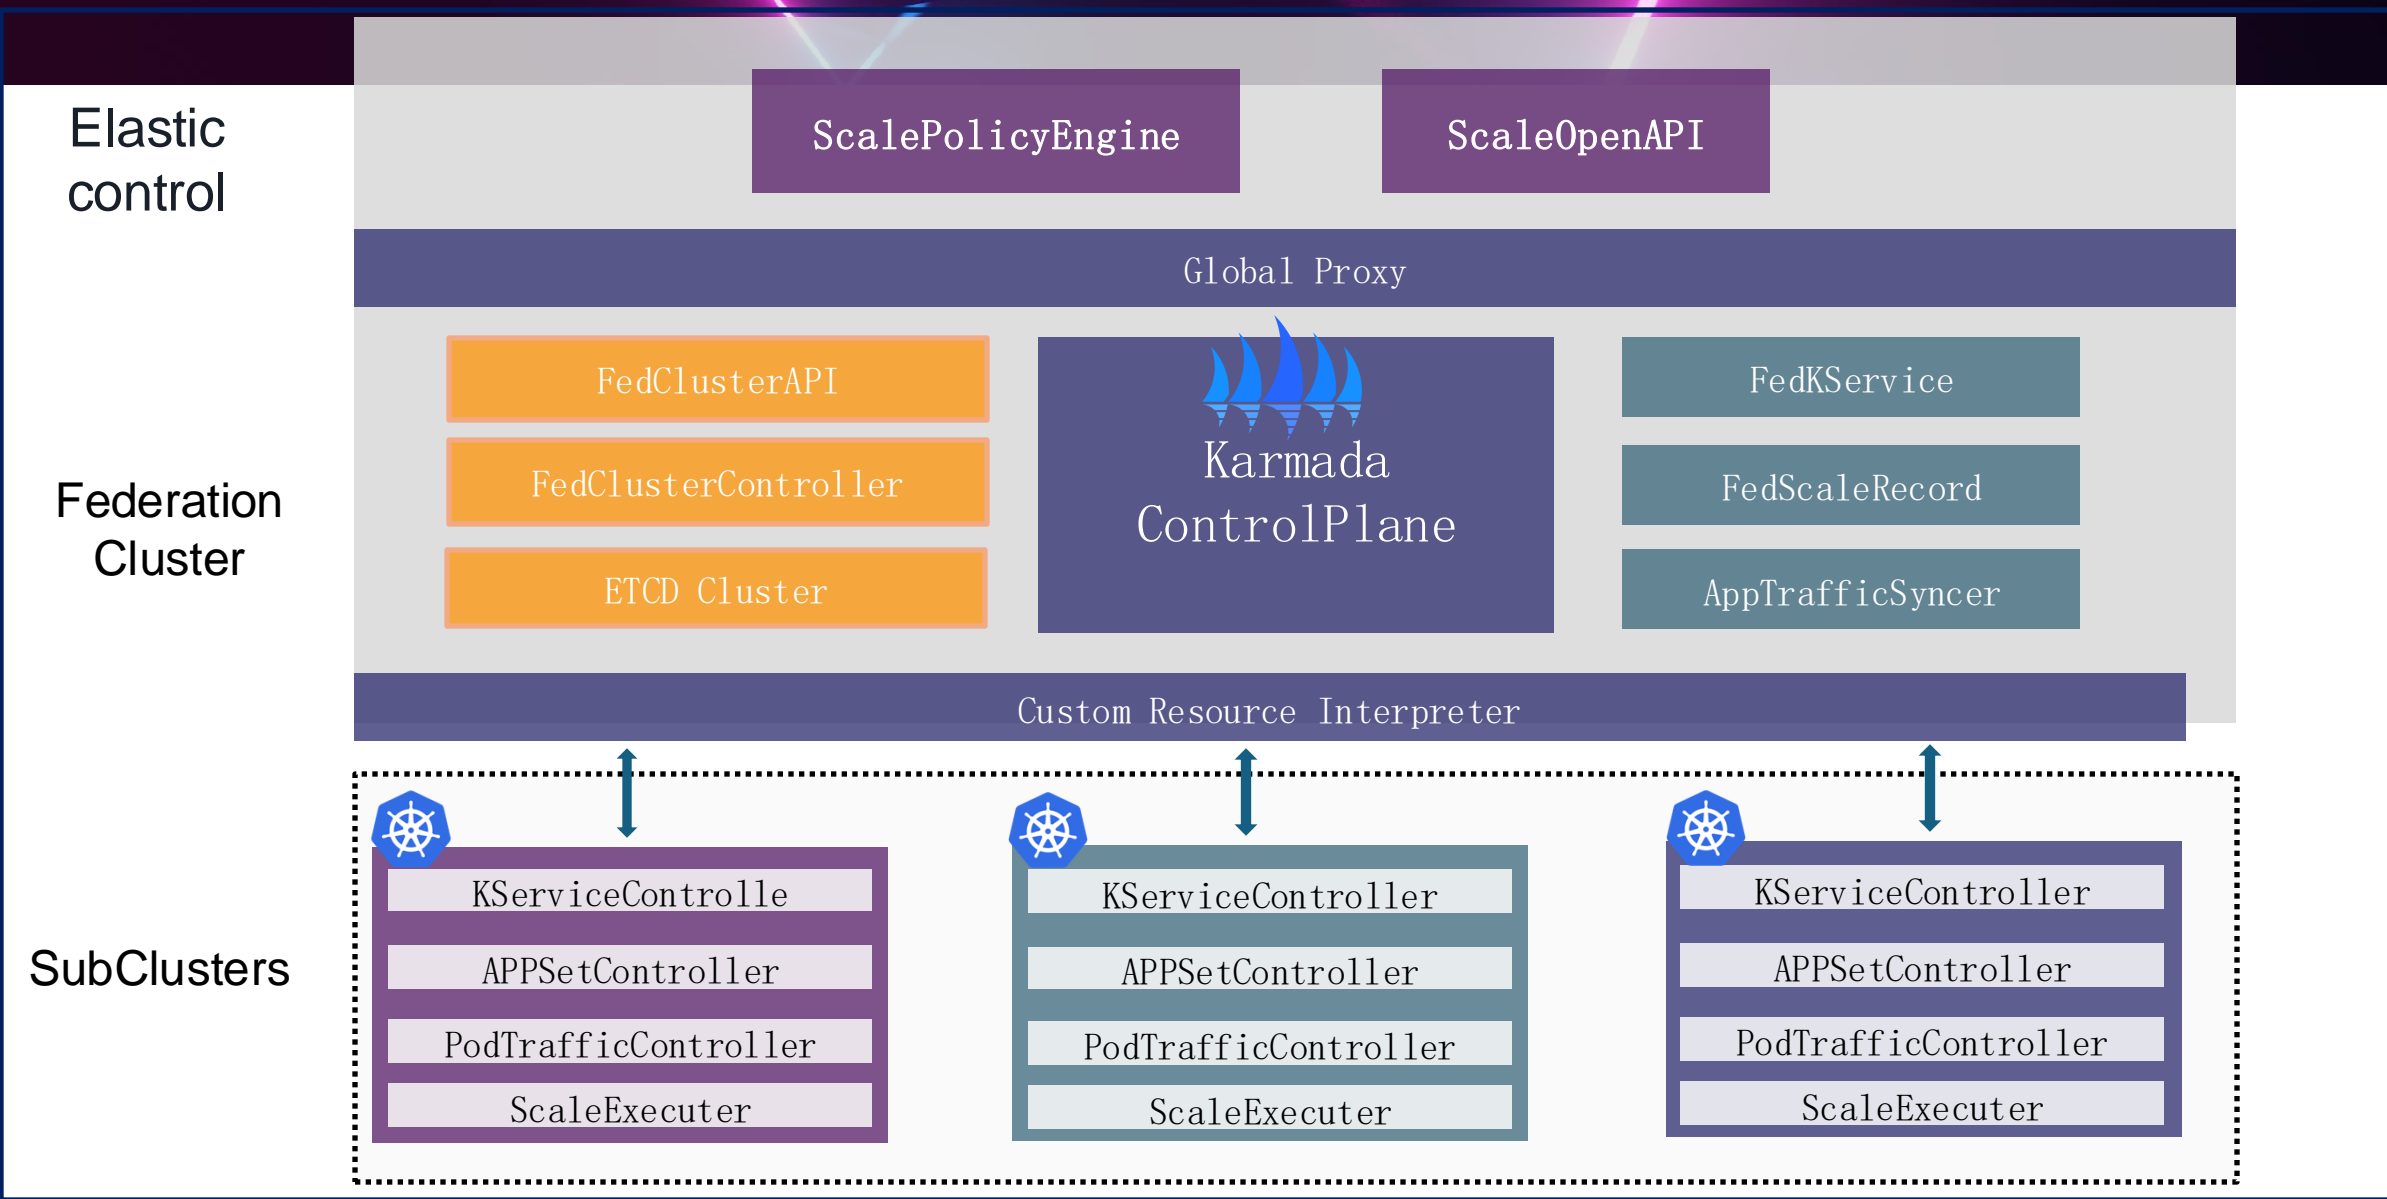 Elastic
control
ScalePolicyEngine
ScaleOpenAPI
Global Proxy
Federation
Cluster
FedClusterAPI
FedClusterController
ETCD Cluster
Karmada
ControlPlane
FedKService
FedScaleRecord
AppTrafficSyncer
Custom Resource Interpreter
SubClusters
KServiceControlle
APPSetController
PodTrafficController
ScaleExecuter
KServiceController
APPSetController
PodTrafficController
ScaleExecuter
KServiceController
APPSetController
PodTrafficController
ScaleExecuter